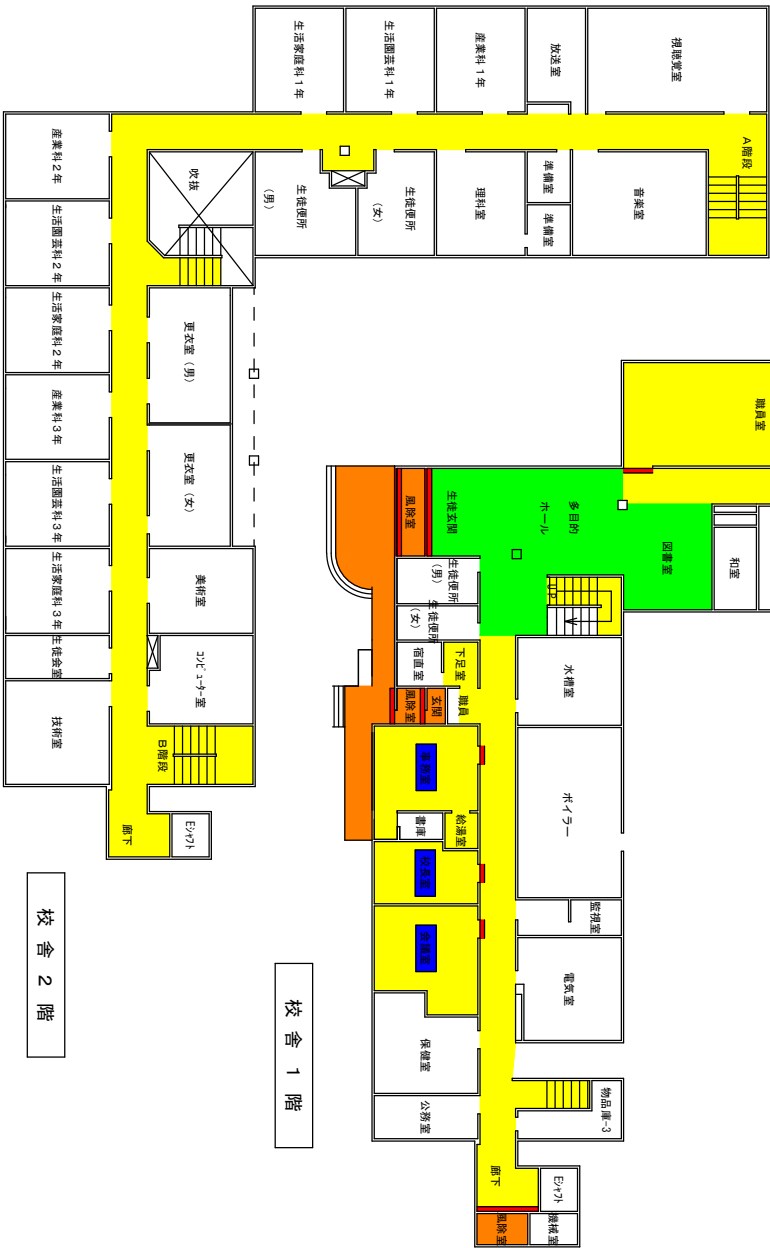 視聴覚室
放送室
産業科1年
生活園芸科1年
生活家庭科1年
A階段
音楽室
準備室
準備室
理科室
生徒便所
(女)
生徒便所
(男)
吹抜
産業科2年
生活園芸科2年
生活家庭科2年
産業科3年
生活園芸科3年
生活家庭科3年
生徒会室
技術室
更衣室(男)
更衣室(女)
美術室
コンピューター室
B階段
廊下
Eシャフト
校舎2階
職員室
和室
図書室
多目的
ホール
生徒玄関
風除室
生徒便所
(男)
生徒便所
(女)
UP
宿直室
下足室
職員
玄関
風除室
水槽室
ボイラー
監視室
電気室
事務室
給湯室
書庫
校長室
会議室
保健室
公務室
物品庫-3
廊下
Eシャフト
機械室
風除室
校舎1階